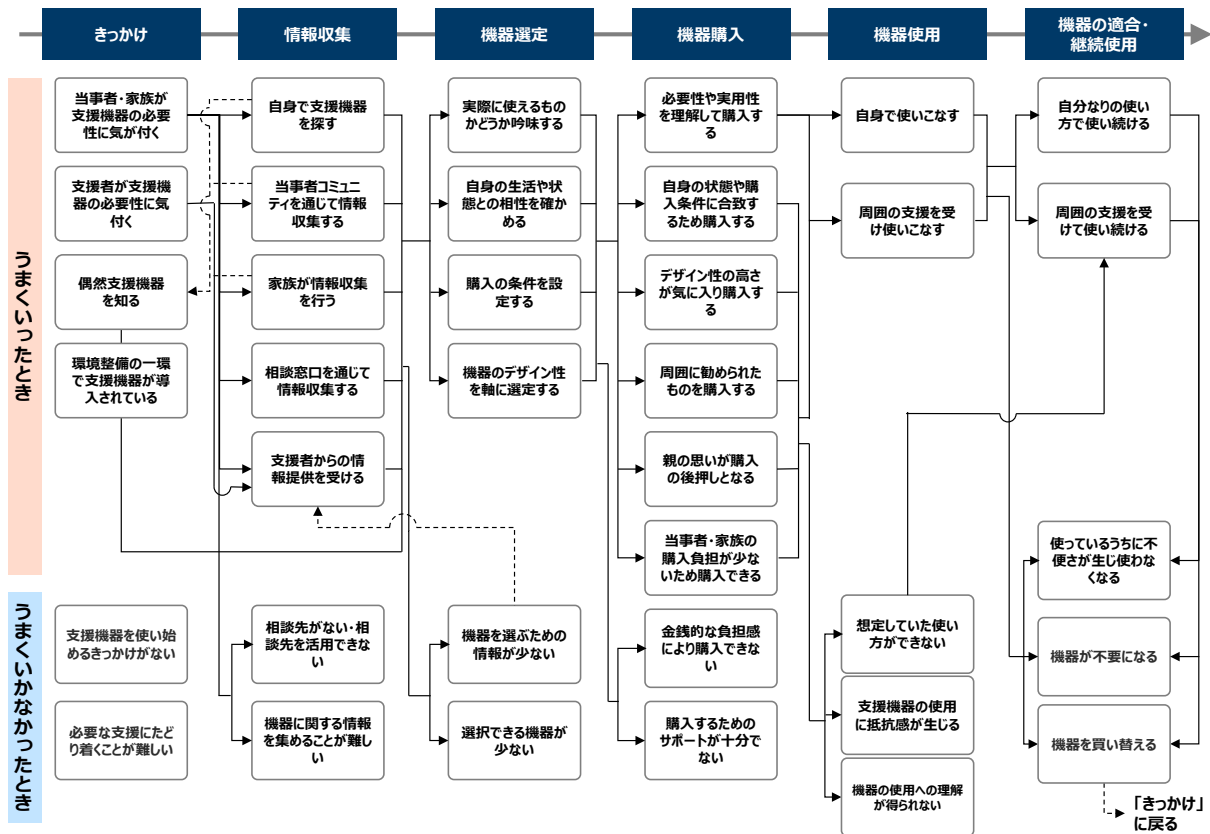 きっかけ
情報収集
機器選定
機器購入
機器使用
機器の適合・
継続使用
うまくいったとき
当事者・家族が
支援機器の必要
性に気が付く
支援者が支援機
器の必要性に気
付く
偶然支援機器
を知る
環境整備の一環
で支援機器が導
入されている
自身で支援機器
を探す
当事者コミュニ
ティを通じて情報
収集する
家族が情報収集
を行う
相談窓口を通じて
情報収集する
支援者からの情
報提供を受ける
実際に使えるもの
かどうか吟味する
自身の生活や状
態との相性を確か
める
購入の条件を設
定する
機器のデザイン性
を軸に選定する
必要性や実用性
を理解して購入す
る
自身の状態や購
入条件に合致す
るため購入する
デザイン性の高さ
が気に入り購入す
る
周囲に勧められた
ものを購入する
親の思いが購入
の後押しとなる
当事者・家族の
購入負担が少な
いため購入できる
自身で使いこなす
周囲の支援を受
け使いこなす
自分なりの使い
方で使い続ける
周囲の支援を受
けて使い続ける
使っているうちに不
便さが生じ使わな
くなる
うまくいかなかったとき
支援機器を使い始
めるきっかけがない
必要な支援にたど
り着くことが難しい
相談先がない・相
談先を活用できな
い
機器に関する情報
を集めることが難し
い
機器を選ぶための
情報が少ない
選択できる機器が
少ない
金銭的な負担感
により購入できな
い
購入するための
サポートが十分で
ない
想定していた使い
方ができない
支援機器の使用
に抵抗感が生じる
機器の使用への理解
が得られない
機器が不要になる
機器を買い替える
「きっかけ」
に戻る